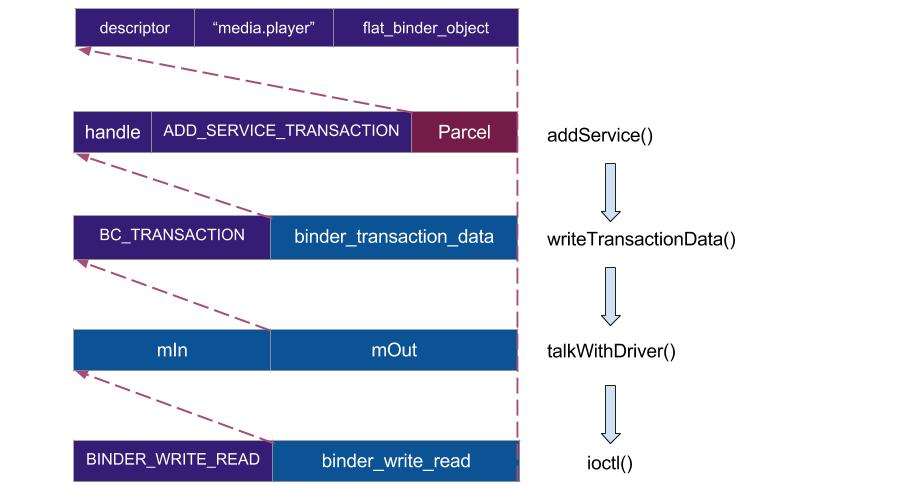 descriptor “media.player” flat_binder_object
handle ADD_SERVICE_TRANSACTION Parcel addService()
BC_TRANSACTION binder_transaction_data writeTransactionData()
mIn mOut talkWithDriver()
BINDER_WRITE_READ binder_write_read ioctl()